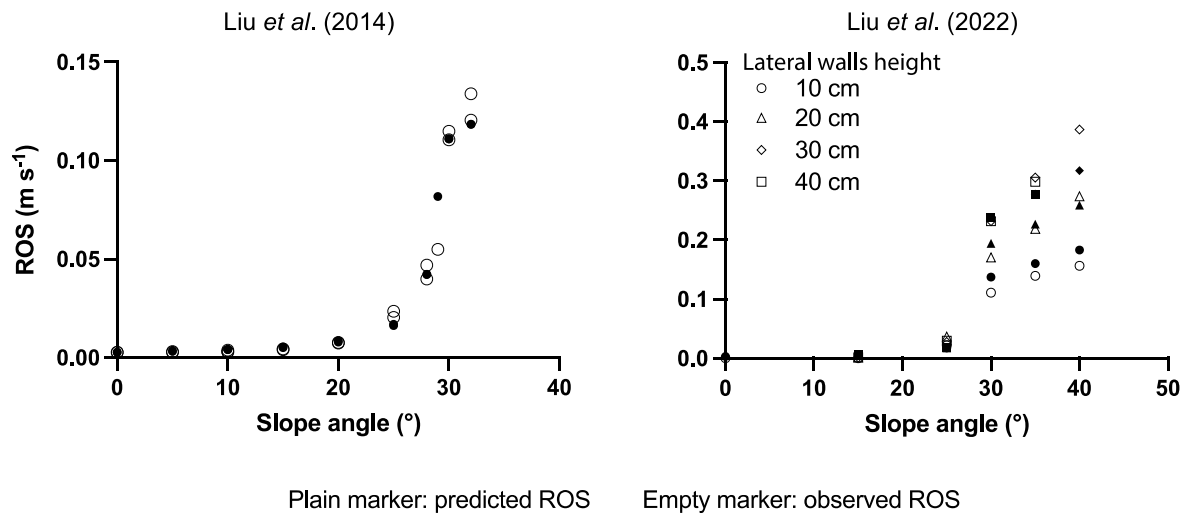 Liu et al. (2014)
0.15
0.10
0.05
0.00
ROS (m s⁻¹)
0 10 20 30 40
Slope angle (°)
Liu et al. (2022)
Lateral walls height
10 cm
20 cm
30 cm
40 cm
0.5
0.4
0.3
0.2
0.1
0.0
0 10 20 30 40 50
Slope angle (°)
Plain marker: predicted ROS Empty marker: observed ROS